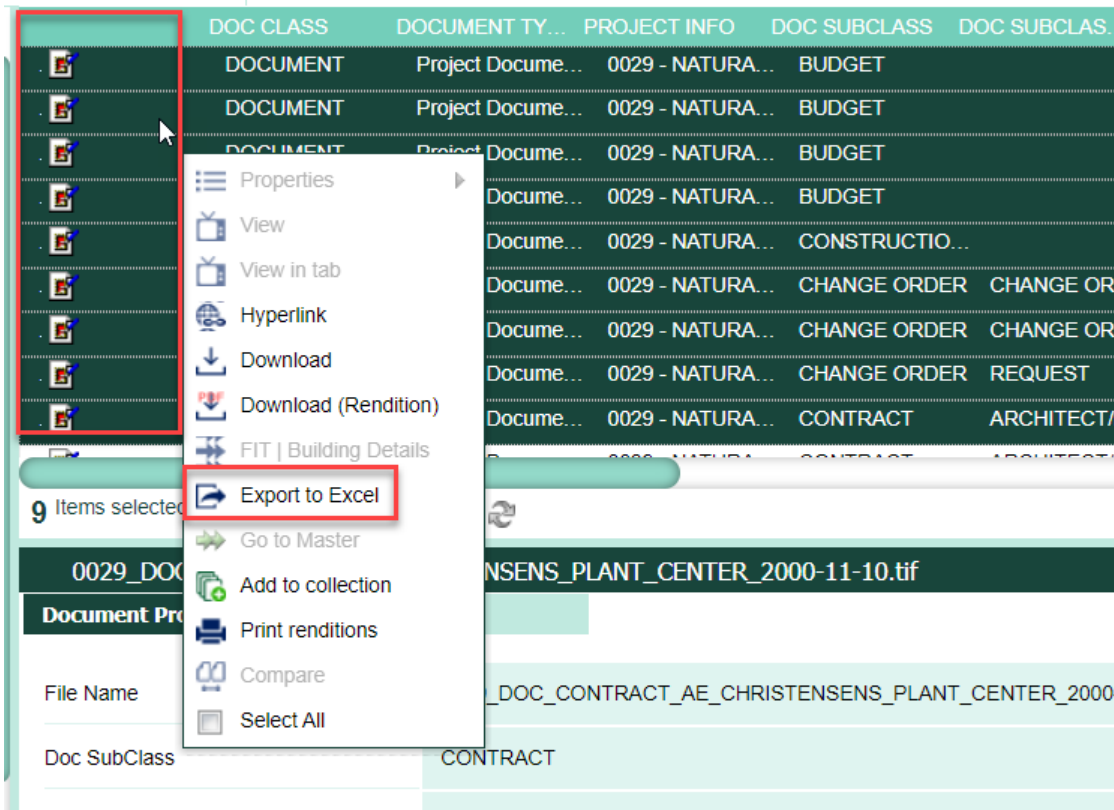 DOC CLASS DOCUMENT TY... PROJECT INFO DOC SUBCLASS DOC SUBCLAS.
DOCUMENT Project Docume... 0029 - NATURA... BUDGET
DOCUMENT Project Docume... 0029 - NATURA... BUDGET
DOCUMENT Project Docume... 0029 - NATURA... BUDGET
Docume... 0029 - NATURA... BUDGET
Docume... 0029 - NATURA... CONSTRUCTIO...
Docume... 0029 - NATURA... CHANGE ORDER CHANGE OR
Docume... 0029 - NATURA... CHANGE ORDER CHANGE OR
Docume... 0029 - NATURA... CHANGE ORDER REQUEST
Docume... 0029 - NATURA... CONTRACT ARCHITECT/
Properties
View
View in tab
Hyperlink
Download
Download (Rendition)
FIT | Building Details
Export to Excel
Go to Master
Add to collection
Print renditions
Compare
Select All
9 Items selected
0029_DOC NSENS_PLANT_CENTER_2000-11-10.tif
Document Pro
File Name _DOC_CONTRACT_AE_CHRISTENSENS_PLANT_CENTER_2000
Doc SubClass CONTRACT